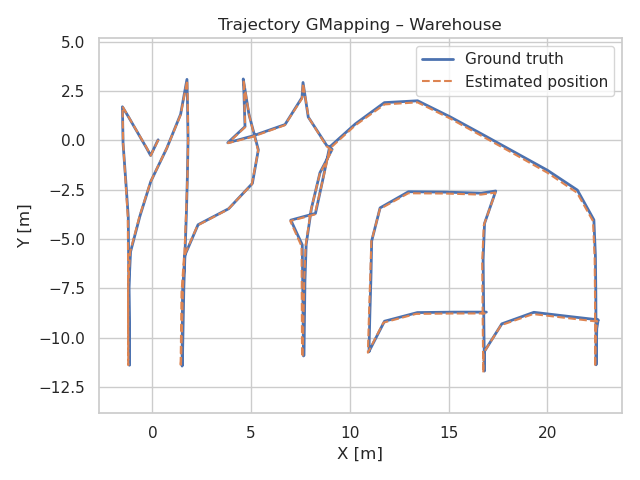 Trajectory GMapping – Warehouse
Ground truth
Estimated position
Y [m]
5.0
2.5
0.0
−2.5
−5.0
−7.5
−10.0
−12.5
0
5
10
15
20
X [m]